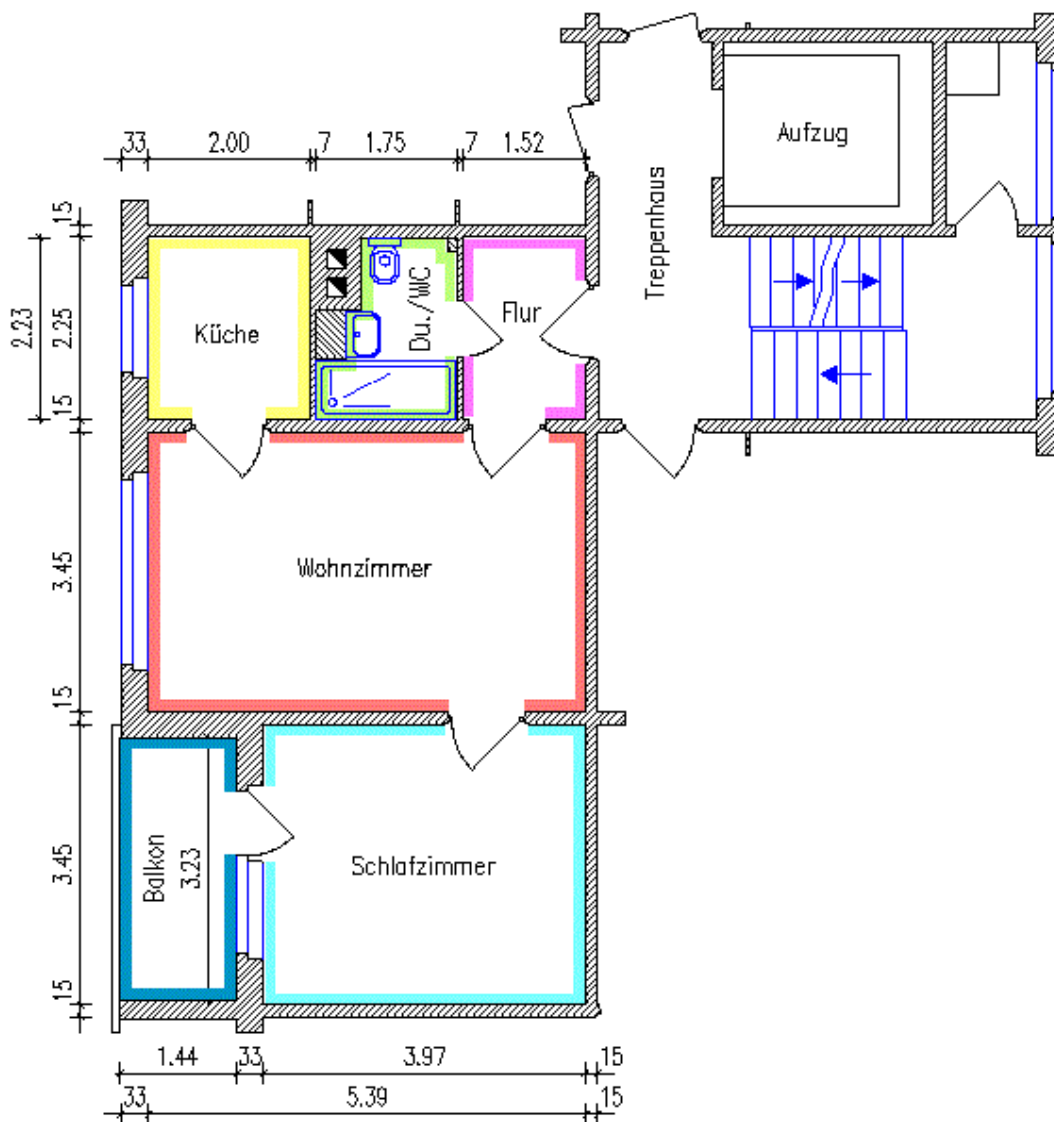 Aufzug
33
2.00
7
1.75
7
1.52
Treppenhaus
15
2.23
2.25
Küche
Du./WC
Flur
15
3.45
Wohnzimmer
15
3.45
Balkon
3.23
Schlafzimmer
15
1.44
33
3.97
15
33
5.39
15